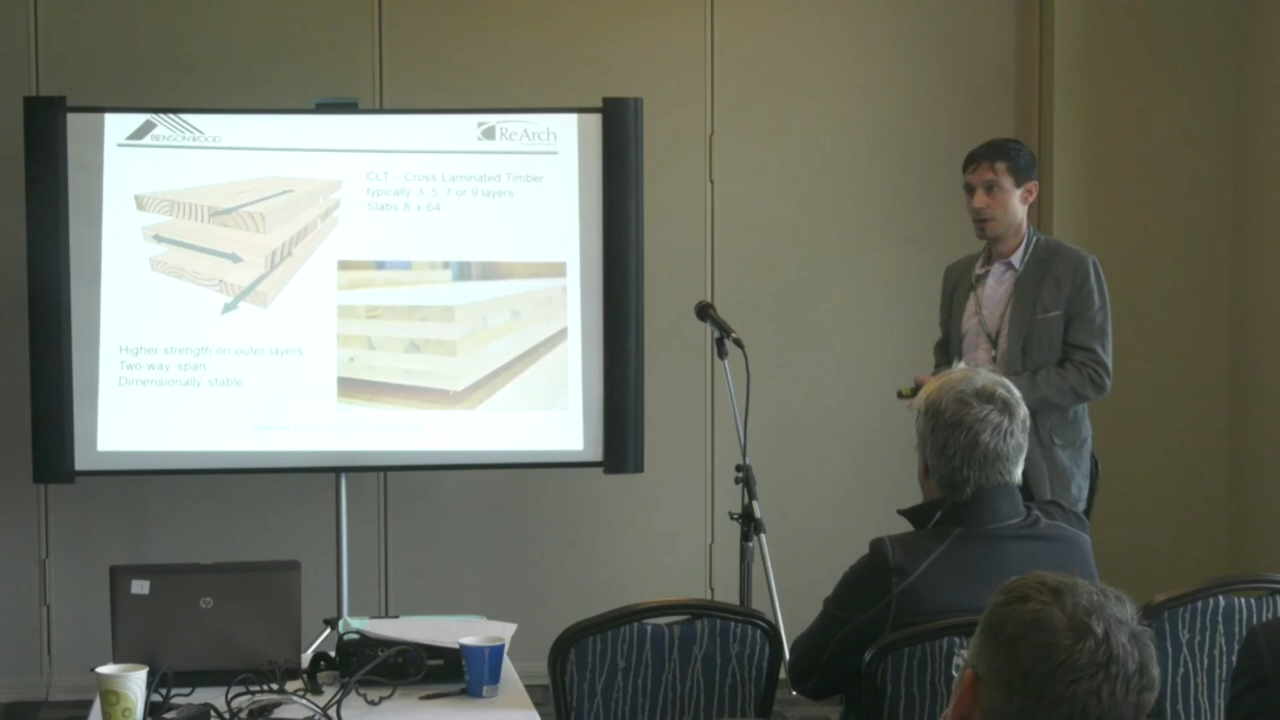 BENSONWOOD
ReArch
COMPANY
CLT – Cross Laminated Timber
typically 3, 5, 7 or 9 layers
Slabs 8' x 64'
Higher strength on outer layers
Two-way span
Dimensionally stable
hp